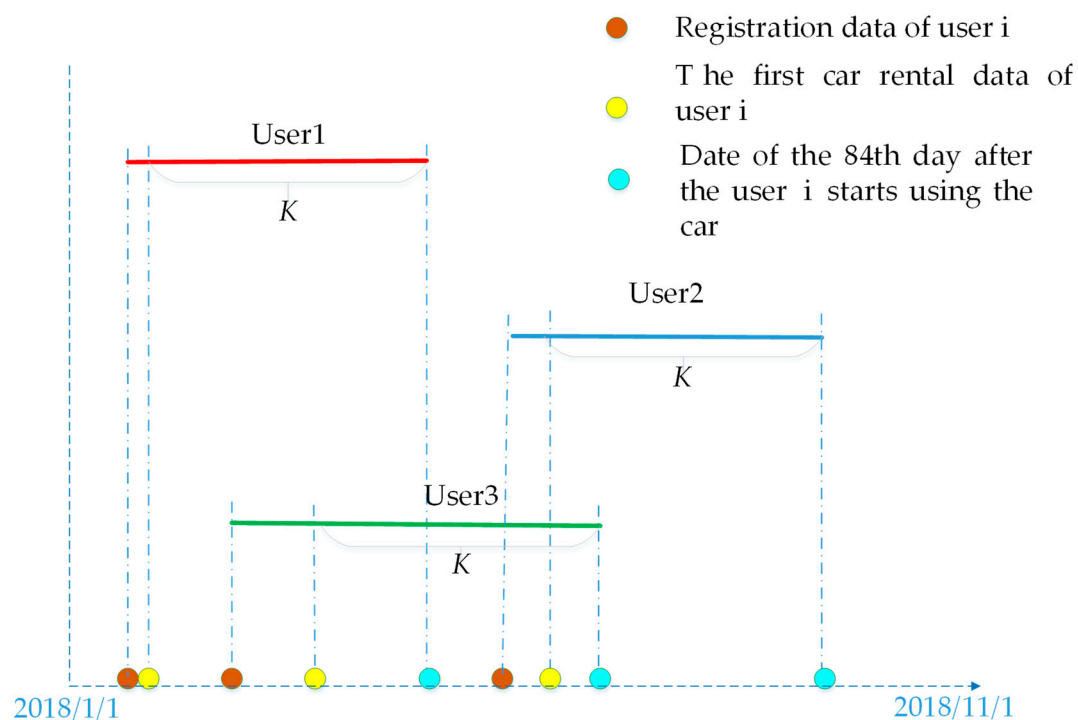 Registration data of user i
T he first car rental data of
user i
Date of the 84th day after
the user i starts using the
car
User1
K
User2
K
User3
K
2018/1/1
2018/11/1